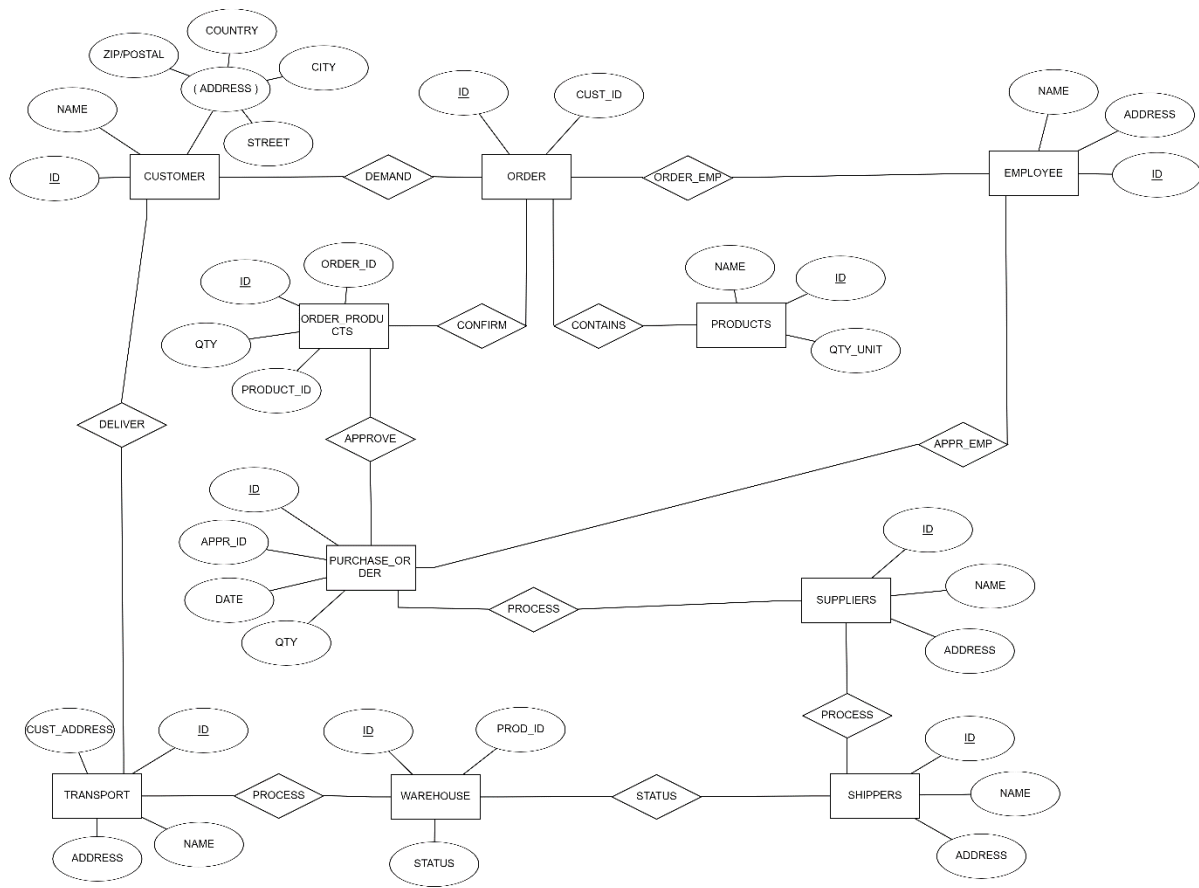 COUNTRY
ZIP/POSTAL
CITY
( ADDRESS )
NAME
STREET
ID
CUSTOMER
DEMAND
ID
CUST_ID
ORDER
ORDER_EMP
NAME
ADDRESS
EMPLOYEE
ID
ORDER_ID
ID
ORDER_PRODU
CTS
QTY
PRODUCT_ID
CONFIRM
CONTAINS
NAME
ID
PRODUCTS
QTY_UNIT
DELIVER
APPROVE
APPR_EMP
ID
APPR_ID
PURCHASE_OR
DER
DATE
QTY
PROCESS
ID
SUPPLIERS
NAME
ADDRESS
PROCESS
CUST_ADDRESS
ID
TRANSPORT
ADDRESS
NAME
PROCESS
ID
PROD_ID
WAREHOUSE
STATUS
STATUS
ID
SHIPPERS
NAME
ADDRESS